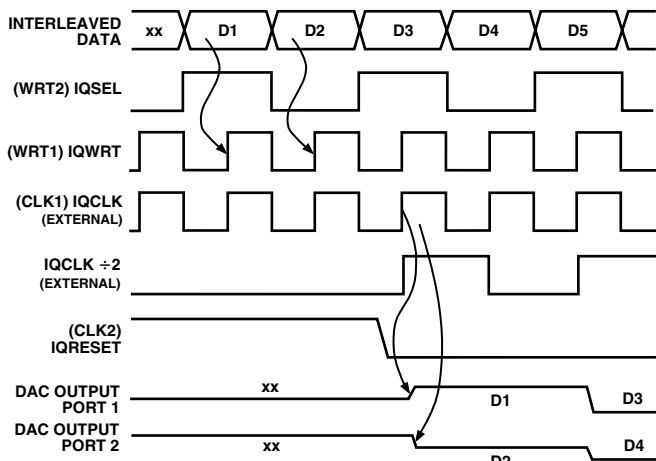 INTERLEAVED
DATA
xx D1 D2 D3 D4 D5
(WRT2) IQSEL
(WRT1) IQWRT
(CLK1) IQCLK
(EXTERNAL)
IQCLK ÷2
(EXTERNAL)
(CLK2)
IQRESET
DAC OUTPUT
PORT 1
xx D1 D3
DAC OUTPUT
PORT 2
xx D2 D4